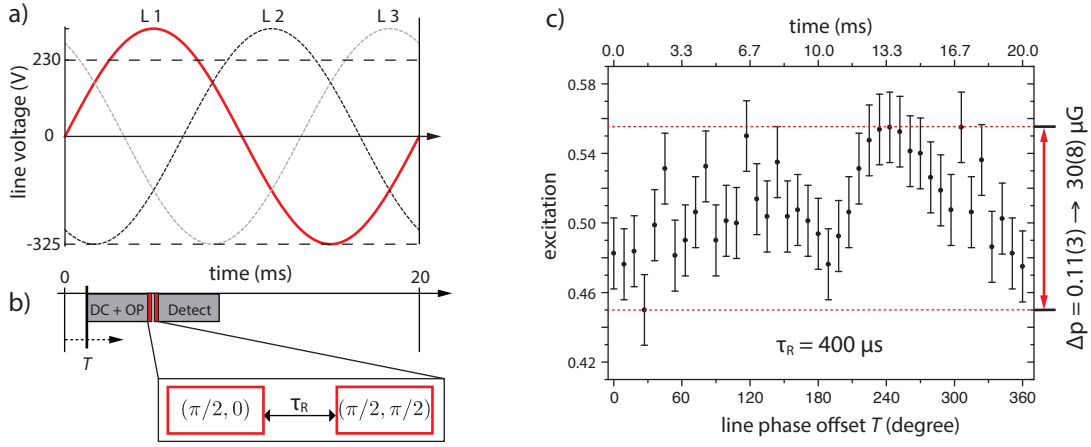 a)
L 1
L 2
L 3
line voltage (V)
230
0
-325
time (ms)
0
20
b)
DC + OP
Detect
T
(π/2, 0)
τR
(π/2, π/2)
c)
time (ms)
0.0 3.3 6.7 10.0 13.3 16.7 20.0
excitation
0.58
0.54
0.50
0.46
0.42
τR = 400 μs
0 60 120 180 240 300 360
line phase offset T (degree)
Δp = 0.11(3) → 30(8) μG